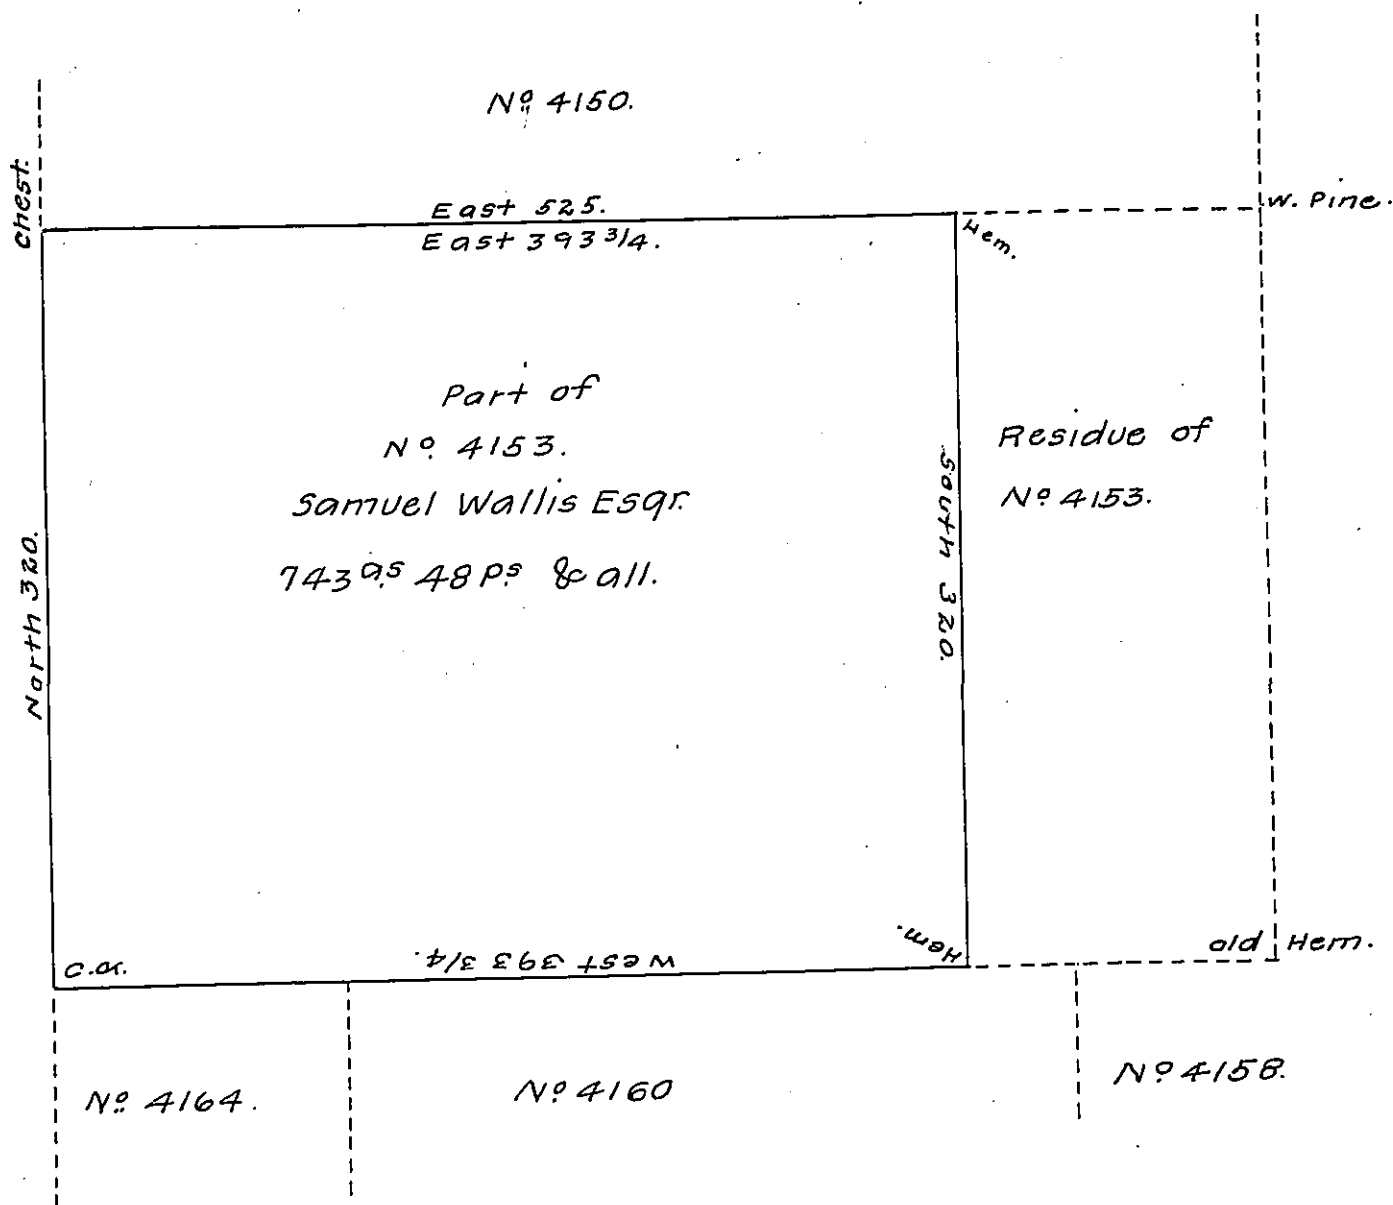 Nº 4150.
Chest.
East 525.
W. Pine.
East 393 3/4.
Hem.
Part of
Nº 4153.
Samuel Wallis Esqr.
743 as 48 ps & all.
Residue of
Nº 4153.
North 320.
South 320.
C.O.
West 393 3/4.
Hem.
old Hem.
Nº 4164.
Nº 4160
Nº 4158.